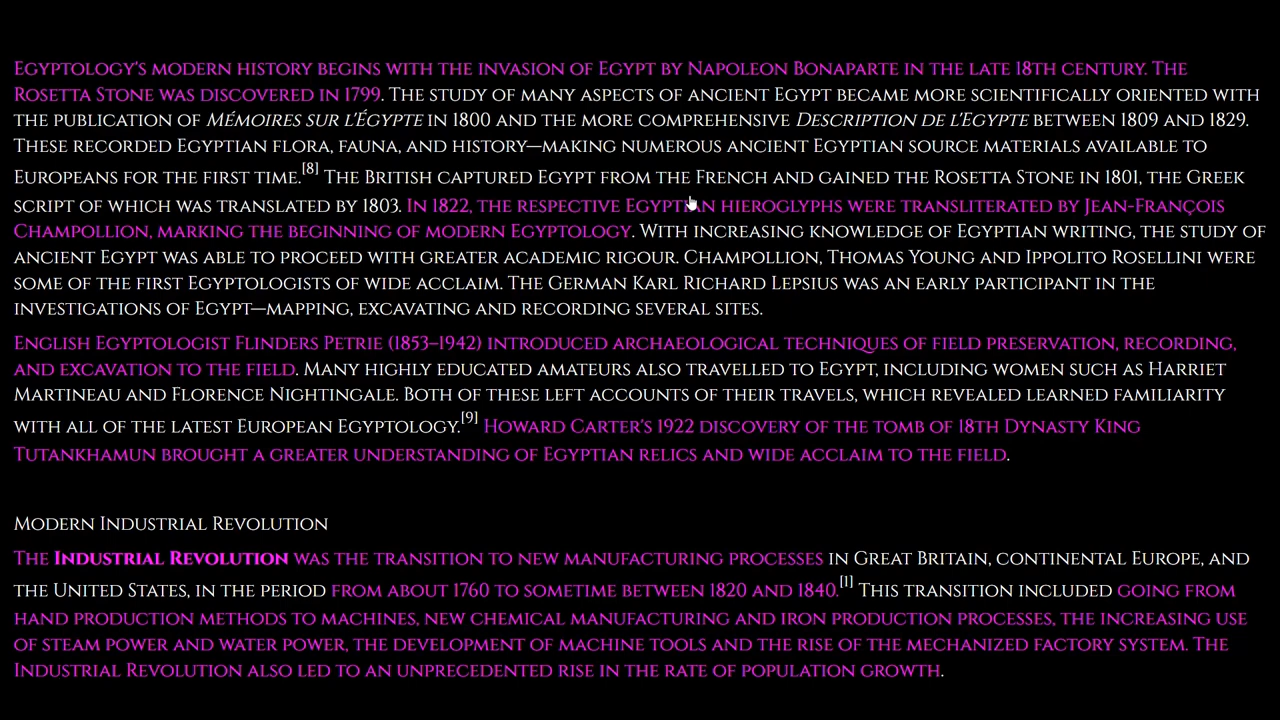 Egyptology's modern history begins with the invasion of Egypt by Napoleon Bonaparte in the late 18th century. The
Rosetta Stone was discovered in 1799. The study of many aspects of ancient Egypt became more scientifically oriented with
the publication of Mémoires sur l'Égypte in 1800 and the more comprehensive Description de l'Egypte between 1809 and 1829.
These recorded Egyptian flora, fauna, and history—making numerous ancient Egyptian source materials available to
Europeans for the first time.[8] The British captured Egypt from the French and gained the Rosetta Stone in 1801, the Greek
script of which was translated by 1803. In 1822, the respective Egyptian hieroglyphs were transliterated by Jean-François
Champollion, marking the beginning of modern Egyptology. With increasing knowledge of Egyptian writing, the study of
ancient Egypt was able to proceed with greater academic rigour. Champollion, Thomas Young and Ippolito Rosellini were
some of the first Egyptologists of wide acclaim. The German Karl Richard Lepsius was an early participant in the
investigations of Egypt—mapping, excavating and recording several sites.
English Egyptologist Flinders Petrie (1853–1942) introduced archaeological techniques of field preservation, recording,
and excavation to the field. Many highly educated amateurs also travelled to Egypt, including women such as Harriet
Martineau and Florence Nightingale. Both of these left accounts of their travels, which revealed learned familiarity
with all of the latest European Egyptology.[9] Howard Carter's 1922 discovery of the tomb of 18th Dynasty King
Tutankhamun brought a greater understanding of Egyptian relics and wide acclaim to the field.
Modern Industrial Revolution
The Industrial Revolution was the transition to new manufacturing processes in Great Britain, continental Europe, and
the United States, in the period from about 1760 to sometime between 1820 and 1840.[1] This transition included going from
hand production methods to machines, new chemical manufacturing and iron production processes, the increasing use
of steam power and water power, the development of machine tools and the rise of the mechanized factory system. The
Industrial Revolution also led to an unprecedented rise in the rate of population growth.